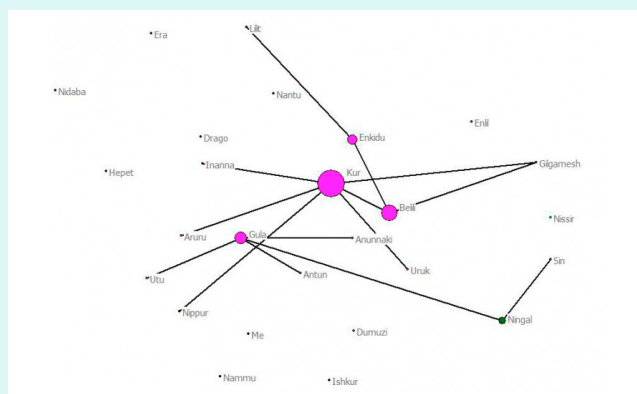 Lilit
Era
Nidaba
Nantu
Enlil
Drago
Enkidu
Inanna
Gilgamesh
Hepet
Kur
Belili
Nissir
Aruru
Gula
Anunnaki
Sin
Utu
Antun
Uruk
Nippur
Ningal
Me
Dumuzi
Nammu
Ishkur